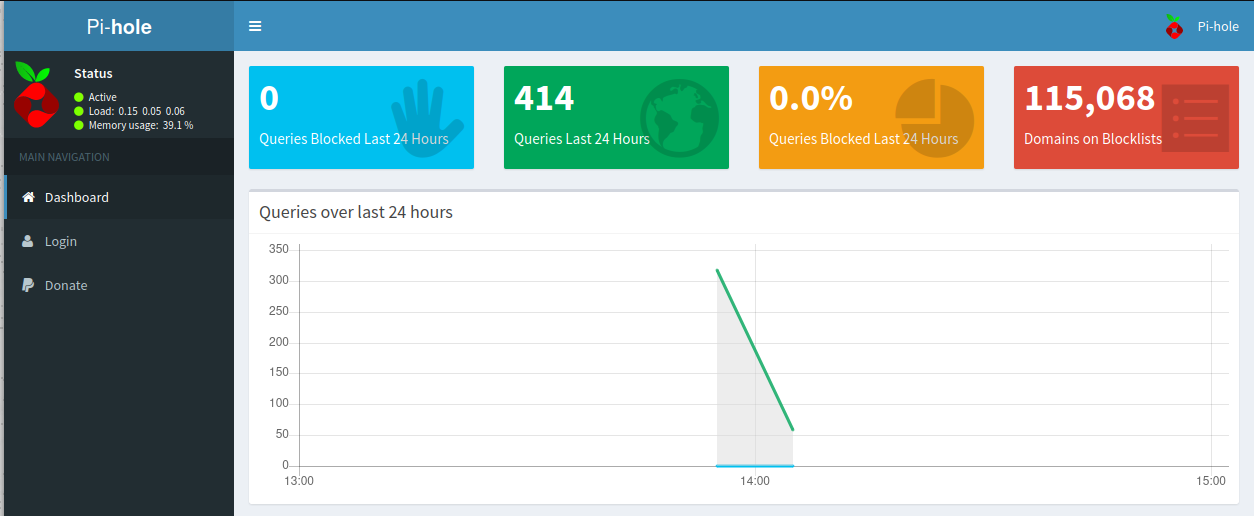 Pi-hole
Pi-hole
Status
Active
Load: 0.15 0.05 0.06
Memory usage: 39.1 %
MAIN NAVIGATION
Dashboard
Login
Donate
0
Queries Blocked Last 24 Hours
414
Queries Last 24 Hours
0.0%
Queries Blocked Last 24 Hours
115,068
Domains on Blocklists
Queries over last 24 hours
350
300
250
200
150
100
50
0
13:00 14:00 15:00